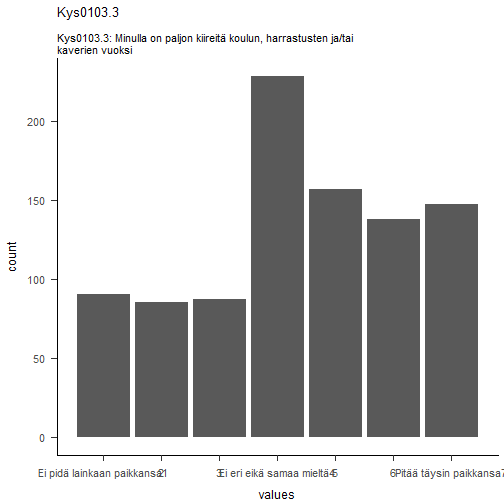 Kys0103.3
Kys0103.3: Minulla on paljon kiireitä koulun, harrastusten ja/tai
kaverien vuoksi
200
150
100
50
0
count
Ei pidä lainkaan paikkansa1
2
3
Ei eri eikä samaa mieltä4
5
6
Pitää täysin paikkansa7
values